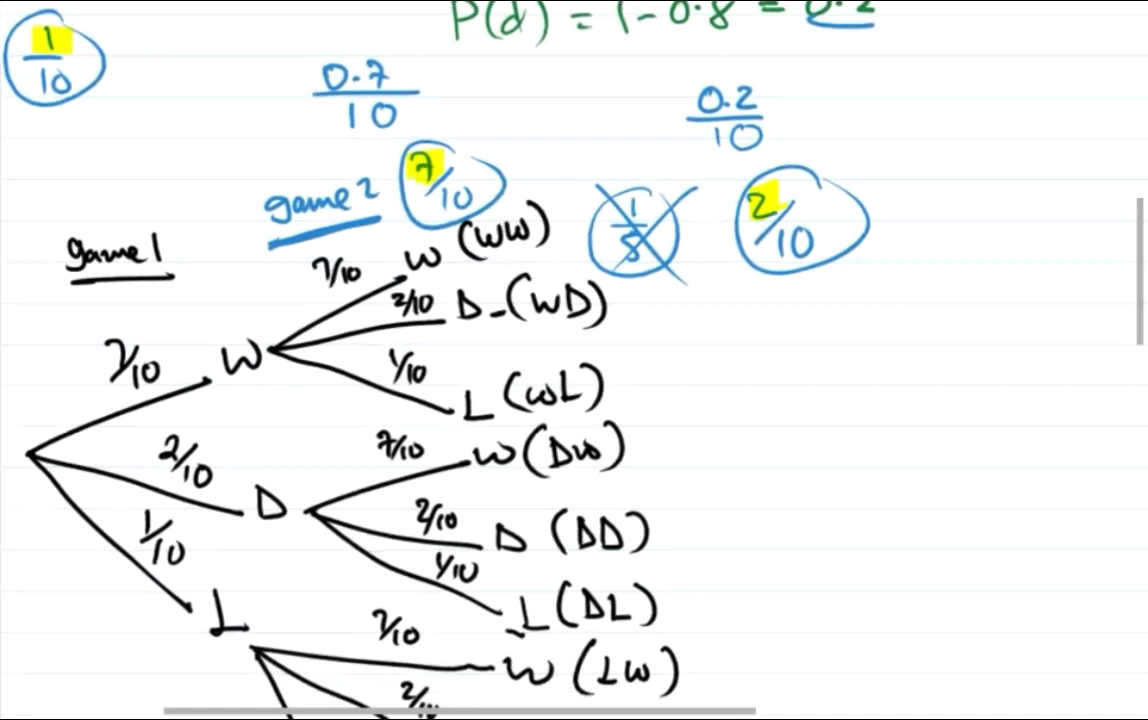 P(d) = 1 - 0.8 = 0.2
1/10
0.7/10
0.2/10
game 2
7/10
1/8
2/10
game 1
7/10 W (WW)
2/10 D - (WD)
7/10 W
1/10 L (WL)
7/10 W (DW)
2/10 D
2/10 D (DD)
1/10
1/10 L (DL)
L
7/10 W (LW)